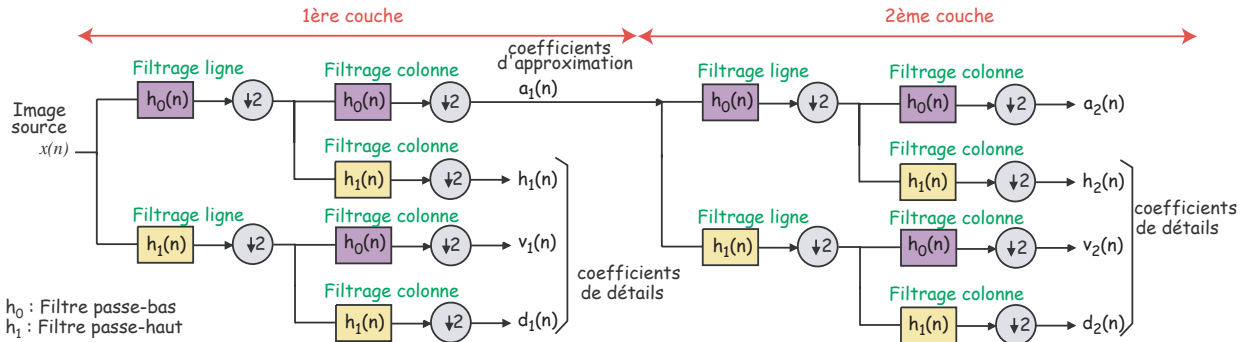 1ère couche
2ème couche
coefficients
d'approximation
Filtrage ligne
Filtrage colonne
Filtrage ligne
Filtrage colonne
Image
source
x(n)
h0(n)
↓2
h0(n)
↓2
a1(n)
h0(n)
↓2
h0(n)
↓2
a2(n)
Filtrage colonne
Filtrage colonne
h1(n)
↓2
h1(n)
h1(n)
↓2
h2(n)
Filtrage ligne
Filtrage colonne
Filtrage ligne
Filtrage colonne
h1(n)
↓2
h0(n)
↓2
v1(n)
h1(n)
↓2
h0(n)
↓2
v2(n)
coefficients
de détails
coefficients
de détails
Filtrage colonne
Filtrage colonne
h1(n)
↓2
d1(n)
h1(n)
↓2
d2(n)
h0 : Filtre passe-bas
h1 : Filtre passe-haut